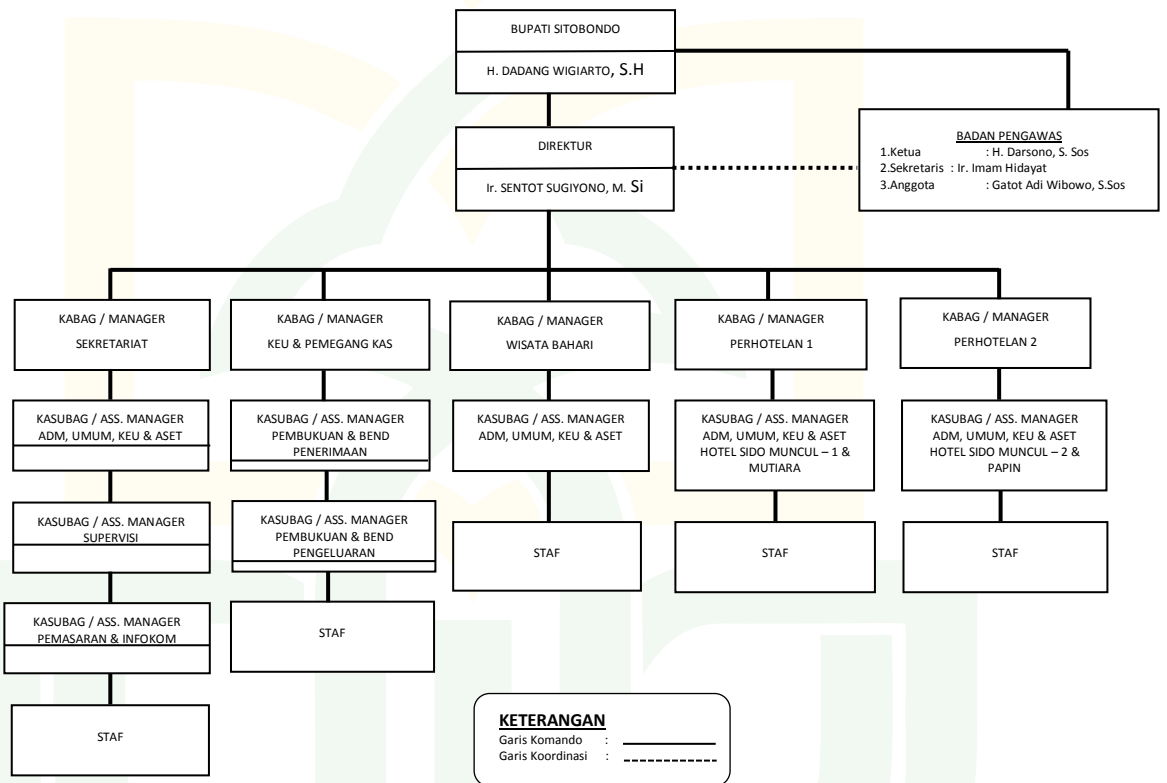 BUPATI SITOBONDO
H. DADANG WIGIARTO, S.H
DIREKTUR
Ir. SENTOT SUGIYONO, M. Si
BADAN PENGAWAS
1.Ketua : H. Darsono, S. Sos
2.Sekretaris : Ir. Imam Hidayat
3.Anggota : Gatot Adi Wibowo, S.Sos
KABAG / MANAGER
SEKRETARIAT
KASUBAG / ASS. MANAGER
ADM, UMUM, KEU & ASET
KASUBAG / ASS. MANAGER
SUPERVISI
KASUBAG / ASS. MANAGER
PEMASARAN & INFOKOM
STAF
KABAG / MANAGER
KEU & PEMEGANG KAS
KASUBAG / ASS. MANAGER
PEMBUKUAN & BEND
PENERIMAAN
KASUBAG / ASS. MANAGER
PEMBUKUAN & BEND
PENGELUARAN
STAF
KABAG / MANAGER
WISATA BAHARI
KASUBAG / ASS. MANAGER
ADM, UMUM, KEU & ASET
STAF
KABAG / MANAGER
PERHOTELAN 1
KASUBAG / ASS. MANAGER
ADM, UMUM, KEU & ASET
HOTEL SIDO MUNCUL – 1 &
MUTIARA
STAF
KABAG / MANAGER
PERHOTELAN 2
KASUBAG / ASS. MANAGER
ADM, UMUM, KEU & ASET
HOTEL SIDO MUNCUL – 2 &
PAPIN
STAF
KETERANGAN
Garis Komando :
Garis Koordinasi :